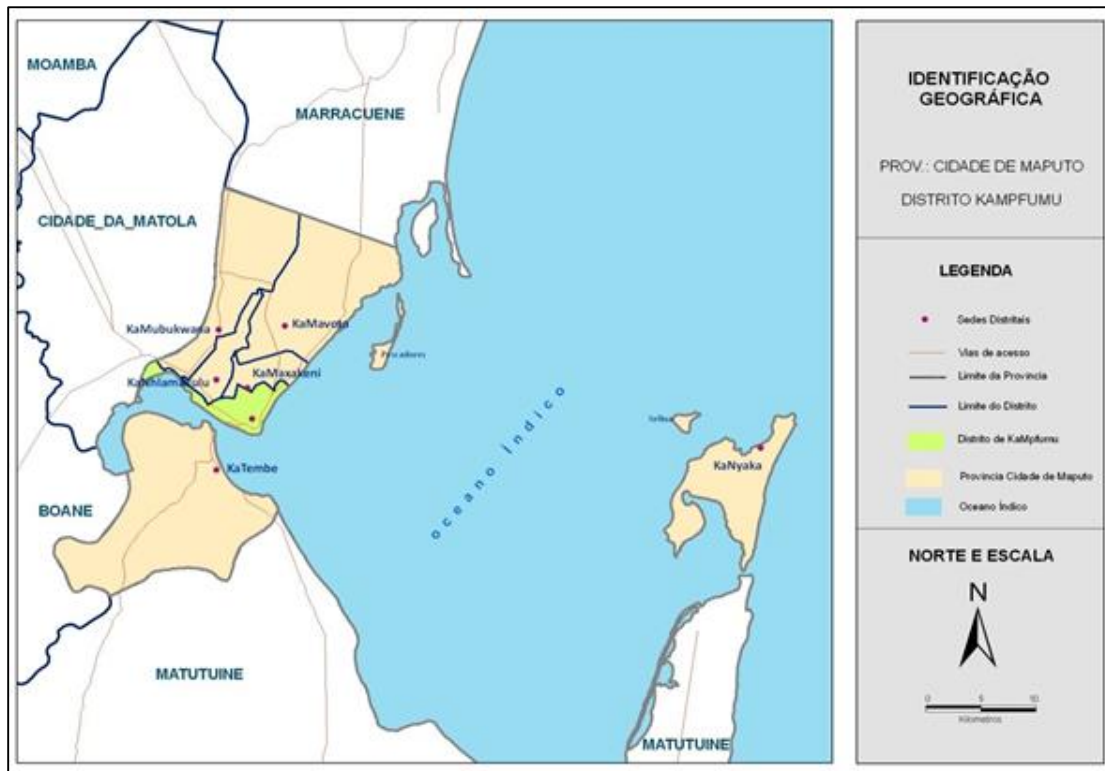 MOAMBA
MARRACUENE
CIDADE_DA_MATOLA
KaMubukwana
KaMavota
KaMaxakeni
KaTembe
KaNyaka
BOANE
oceano Índico
MATUTUINE
MATUTUINE
IDENTIFICAÇÃO
GEOGRÁFICA
PROV.: CIDADE DE MAPUTO
DISTRITO KAMPFUMU
LEGENDA
Sedes Distritais
Vias de acesso
Limite da Provincia
Limite do Distrito
Distrito de KaMpfumu
Provincia Cidade de Maputo
Oceano Índico
NORTE E ESCALA
N
0 5 10
Kilometros